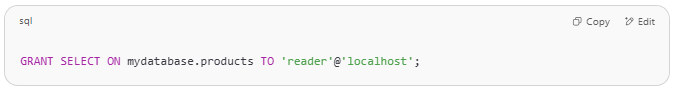 sql Copy Edit
GRANT SELECT ON mydatabase.products TO 'reader'@'localhost';